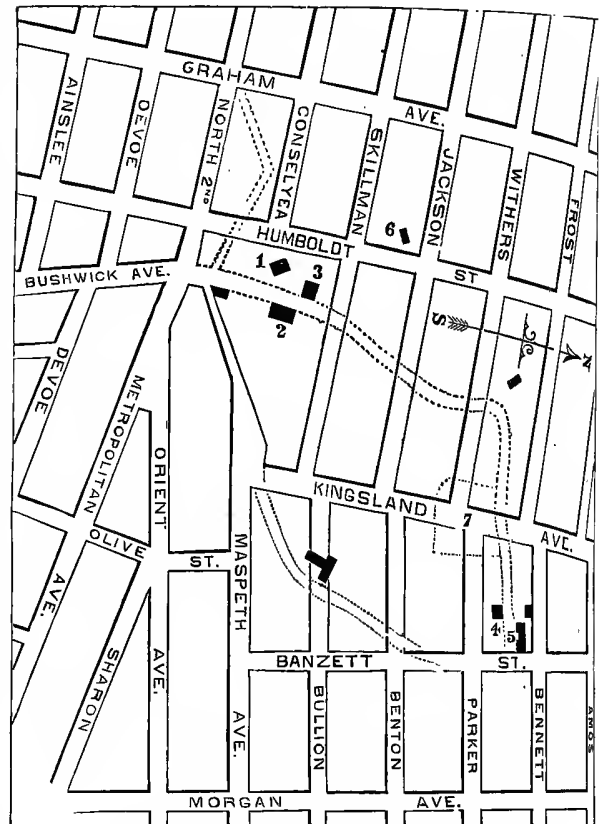 GRAHAM AVE.
AINSLEE
DEVOE
NORTH 2ND
CONSELYEA
SKILLMAN
JACKSON
WITHERS
FROST
6
HUMBOLDT ST
BUSHWICK AVE.
1
3
2
S
N
DEVOE
METROPOLITAN AVE.
ORIENT AVE.
KINGSLAND AVE.
7
OLIVE ST.
MASPETH AVE.
4
5
SHARON
BANZETT ST.
BULLION
BENTON
PARKER
BENNETT
AMOS
MORGAN AVE.